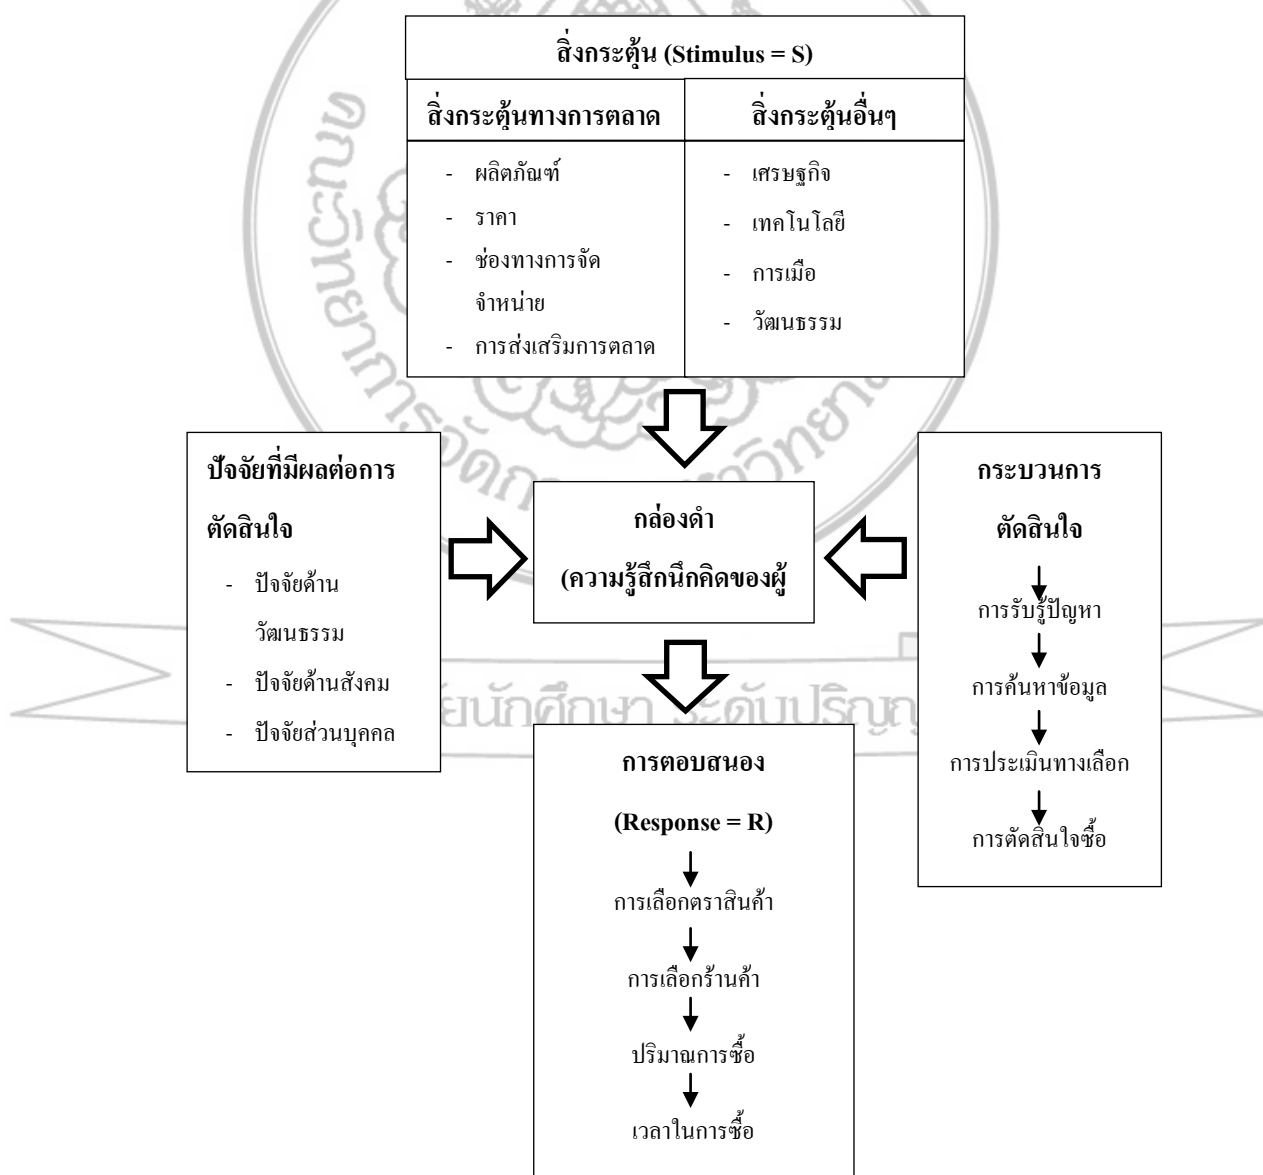 สิ่งกระตุ้น (Stimulus = S)
สิ่งกระตุ้นทางการตลาด
- ผลิตภัณฑ์
- ราคา
- ช่องทางการจัด
จำหน่าย
- การส่งเสริมการตลาด
สิ่งกระตุ้นอื่นๆ
- เศรษฐกิจ
- เทคโนโลยี
- การเมือ
- วัฒนธรรม
ปัจจัยที่มีผลต่อการ
ตัดสินใจ
- ปัจจัยด้าน
วัฒนธรรม
- ปัจจัยด้านสังคม
- ปัจจัยส่วนบุคคล
กล่องดำ
(ความรู้สึกนึกคิดของผู้
กระบวนการ
ตัดสินใจ
การรับรู้ปัญหา
การค้นหาข้อมูล
การประเมินทางเลือก
การตัดสินใจซื้อ
การตอบสนอง
(Response = R)
การเลือกตราสินค้า
การเลือกร้านค้า
ปริมาณการซื้อ
เวลาในการซื้อ
ยนักศึกษา ระดับปริญญ